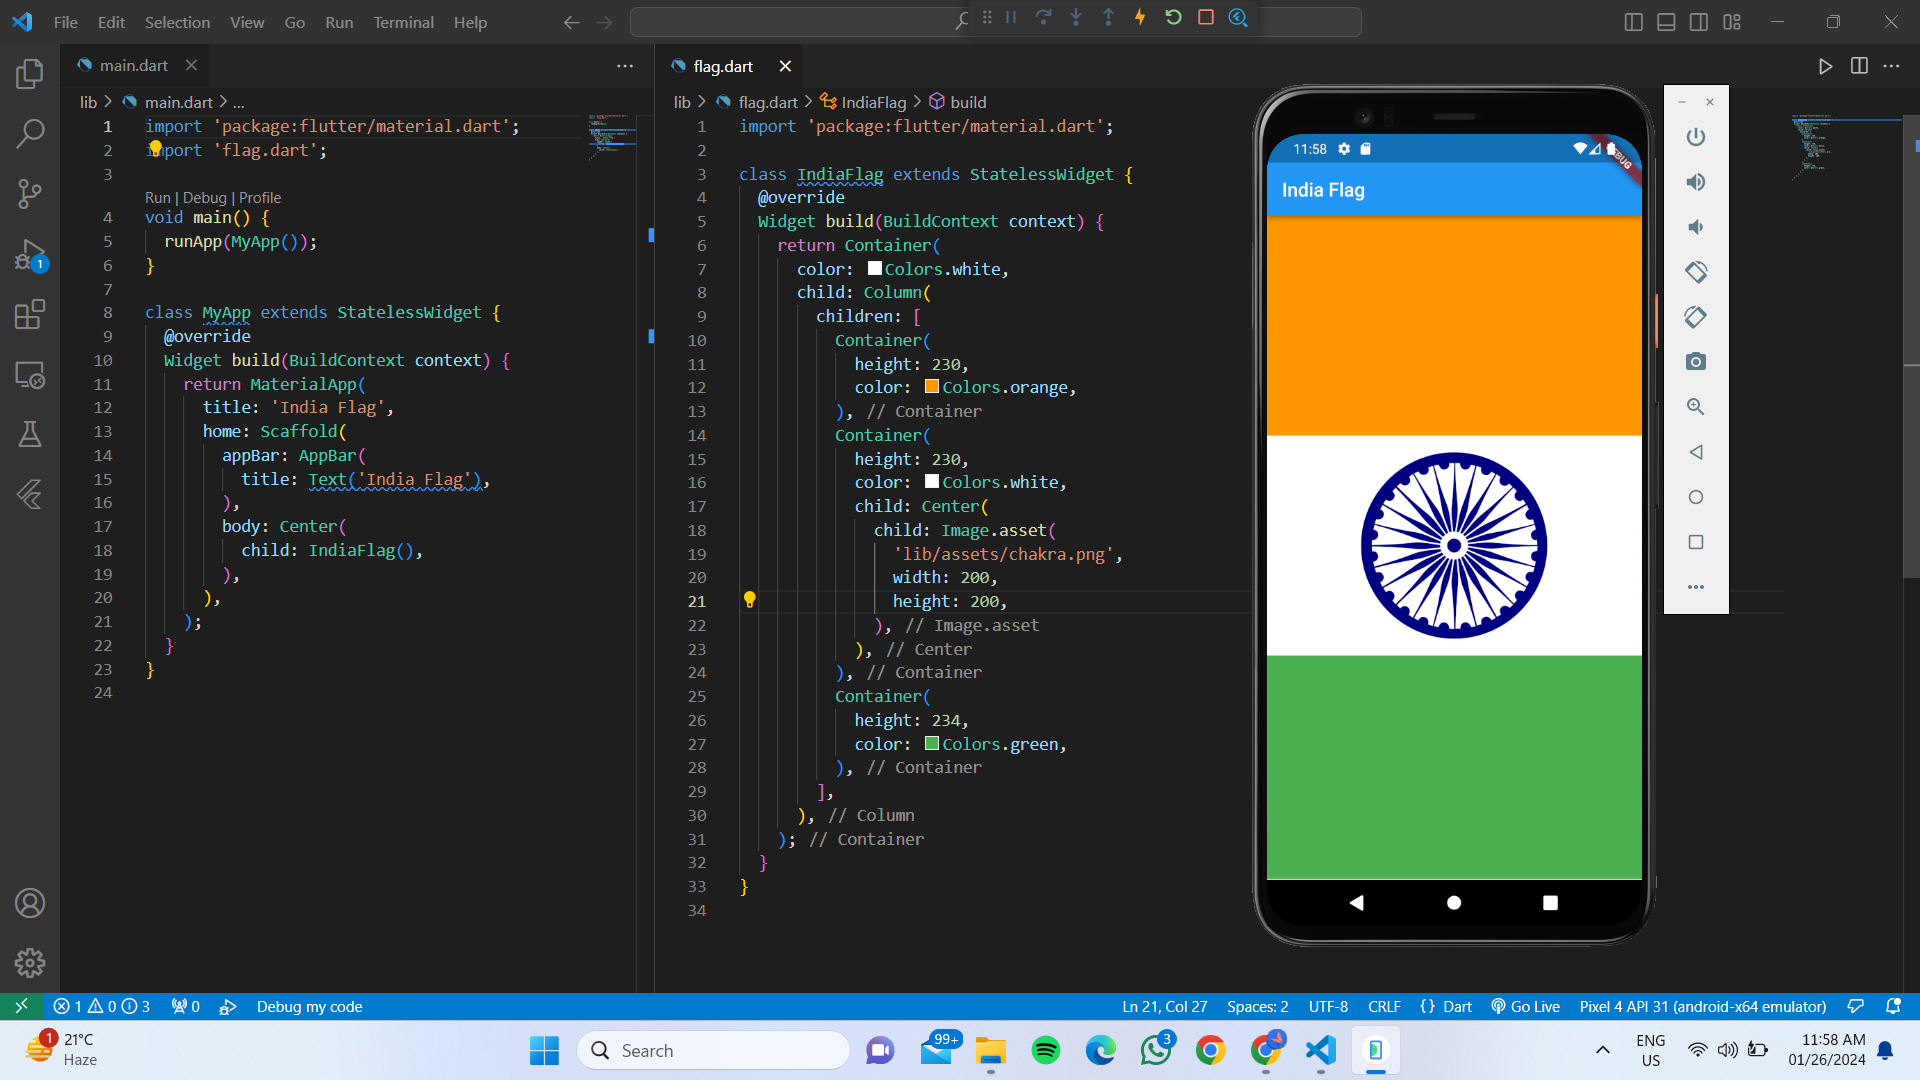 File Edit Selection View Go Run Terminal Help
main.dart
lib > main.dart > ...
1 import 'package:flutter/material.dart';
2 import 'flag.dart';
3
Run | Debug | Profile
4 void main() {
5 runApp(MyApp());
6 }
7
8 class MyApp extends StatelessWidget {
9 @override
10 Widget build(BuildContext context) {
11 return MaterialApp(
12 title: 'India Flag',
13 home: Scaffold(
14 appBar: AppBar(
15 title: Text('India Flag'),
16 ),
17 body: Center(
18 child: IndiaFlag(),
19 ),
20 ),
21 );
22 }
23 }
24
flag.dart
lib > flag.dart > IndiaFlag > build
1 import 'package:flutter/material.dart';
2
3 class IndiaFlag extends StatelessWidget {
4 @override
5 Widget build(BuildContext context) {
6 return Container(
7 color: Colors.white,
8 child: Column(
9 children: [
10 Container(
11 height: 230,
12 color: Colors.orange,
13 ), // Container
14 Container(
15 height: 230,
16 color: Colors.white,
17 child: Center(
18 child: Image.asset(
19 'lib/assets/chakra.png',
20 width: 200,
21 height: 200,
22 ), // Image.asset
23 ), // Center
24 ), // Container
25 Container(
26 height: 234,
27 color: Colors.green,
28 ), // Container
29 ],
30 ), // Column
31 ); // Container
32 }
33 }
34
11:58
India Flag
1
1 0 3 0 Debug my code
Ln 21, Col 27 Spaces: 2 UTF-8 CRLF {} Dart Go Live Pixel 4 API 31 (android-x64 emulator)
1
21°C
Haze
Search
99+
3
ENG
US
11:58 AM
01/26/2024